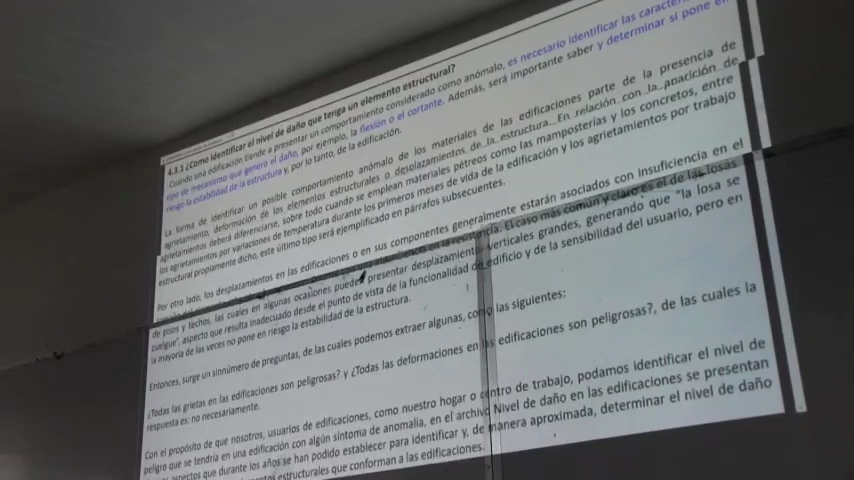 4.3.1 ¿Como identificar el nivel de daño que tenga un elemento estructural?
Cuando una edificación tiende a presentar un comportamiento considerado como anómalo, es necesario identificar las
tipo de mecanismo que genero el daño, por ejemplo, la flexión o el cortante. Además, será importante saber y determinar si pone en
riesgo la estabilidad de la estructura y, por lo tanto, de la edificación.
La forma de identificar un posible comportamiento anómalo de los materiales de las edificaciones parte de la presencia de
agrietamiento, deformación de los elementos estructurales o desplazamientos de la estructura. En relación con la aparición de
agrietamientos deberá diferenciarse, sobre todo cuando se emplean materiales pétreos como las mamposterías y los concretos, entre
los agrietamientos por variaciones de temperatura durante los primeros meses de vida de la edificación y los agrietamientos por trabajo
estructural propiamente dicho, este último tipo será ejemplificado en párrafos subsecuentes.
Por otro lado, los desplazamientos en las edificaciones o en sus componentes generalmente estarán asociados con insuficiencia en el
El caso más común y claro es el de las losas
de pisos y techos, las cuales en algunas ocasiones pueden presentar desplazamientos verticales grandes, generando que "la losa se
zuelgue", aspecto que resulta inadecuado desde el punto de vista de la funcionalidad de edificio y de la sensibilidad del usuario, pero en
la mayoría de las veces no pone en riesgo la estabilidad de la estructura.
Entonces, surge un sinnúmero de preguntas, de las cuales podemos extraer algunas, como las siguientes:
¿Todas las grietas en las edificaciones son peligrosas? y ¿Todas las deformaciones en las edificaciones son peligrosas?, de las cuales la
respuesta es: no necesariamente.
Con el propósito de que nosotros, usuarios de edificaciones, como nuestro hogar o centro de trabajo, podamos identificar el nivel de
peligro que se tendría en una edificación con algún síntoma de anomalía, en el archivo Nivel de daño en las edificaciones se presentan
aspectos que durante los años se han podido establecer para identificar y, de manera aproximada, determinar el nivel de daño
estructurales que conforman a las edificaciones.